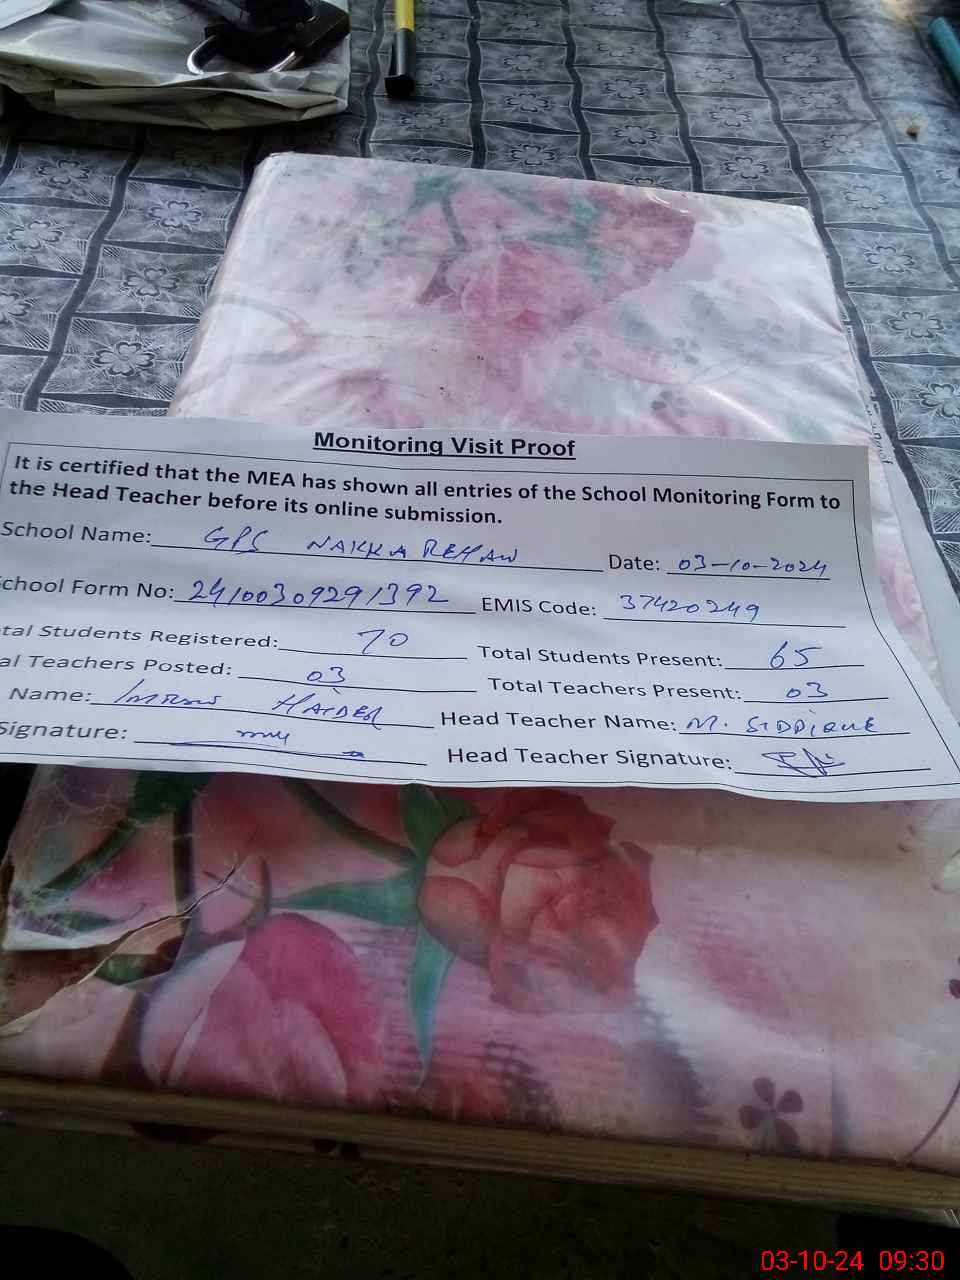 Monitoring Visit Proof
It is certified that the MEA has shown all entries of the School Monitoring Form to
the Head Teacher before its online submission.
School Name: GPS NAKKA REHAN Date: 03-10-2024
School Form No: 24100309291392 EMIS Code: 37420249
tal Students Registered: 70 Total Students Present: 65
al Teachers Posted: 03 Total Teachers Present: 03
Name: Imran HAIDER Head Teacher Name: M. SIDDIQUE
Signature: Head Teacher Signature:
03-10-24 09:30